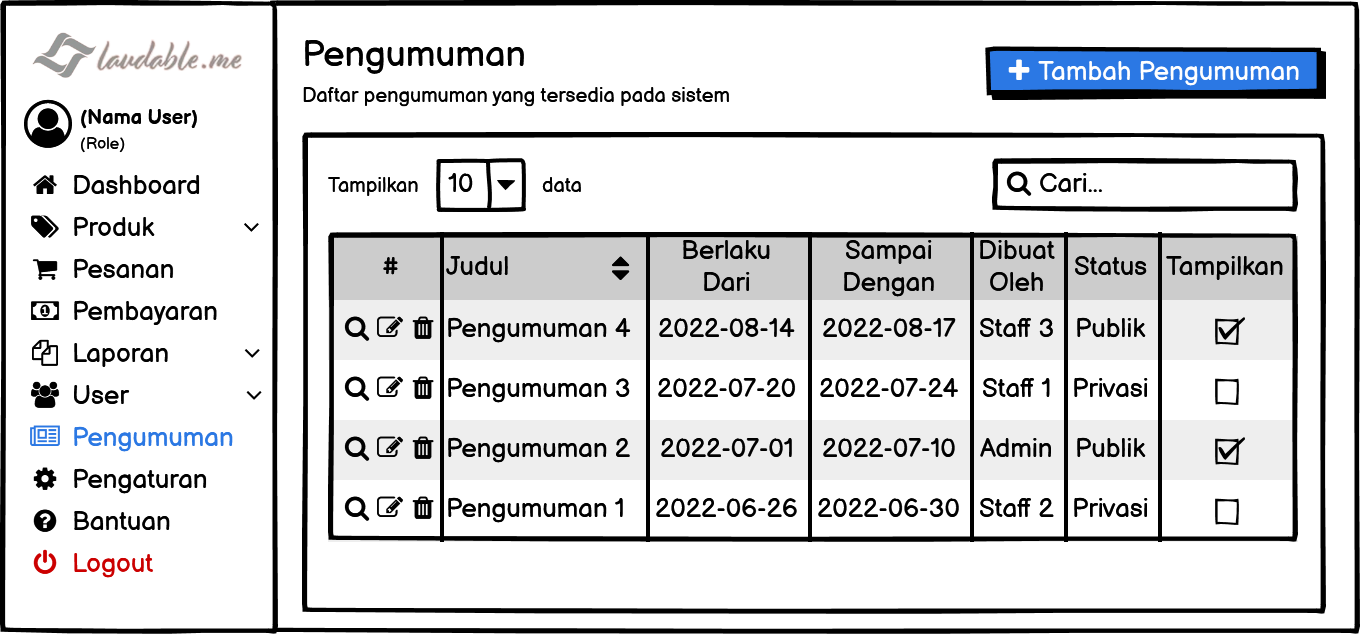 laudable.me
(Nama User)
(Role)
Dashboard
Produk
Pesanan
Pembayaran
Laporan
User
Pengumuman
Pengaturan
Bantuan
Logout
Pengumuman
Daftar pengumuman yang tersedia pada sistem
Tambah Pengumuman
Tampilkan 10 data
Cari...
# Judul Berlaku Dari Sampai Dengan Dibuat Oleh Status Tampilkan
Pengumuman 4 2022-08-14 2022-08-17 Staff 3 Publik
Pengumuman 3 2022-07-20 2022-07-24 Staff 1 Privasi
Pengumuman 2 2022-07-01 2022-07-10 Admin Publik
Pengumuman 1 2022-06-26 2022-06-30 Staff 2 Privasi